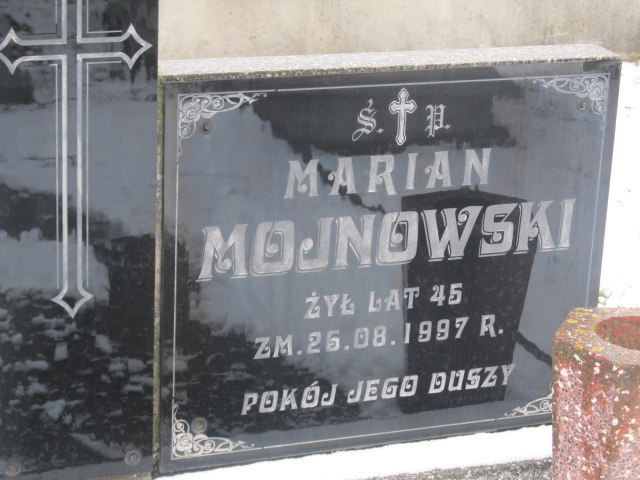 Ś. P.
MARIAN
MOJNOWSKI
ŻYŁ LAT 45
ZM. 26.08.1997 R.
POKÓJ JEGO DUSZY